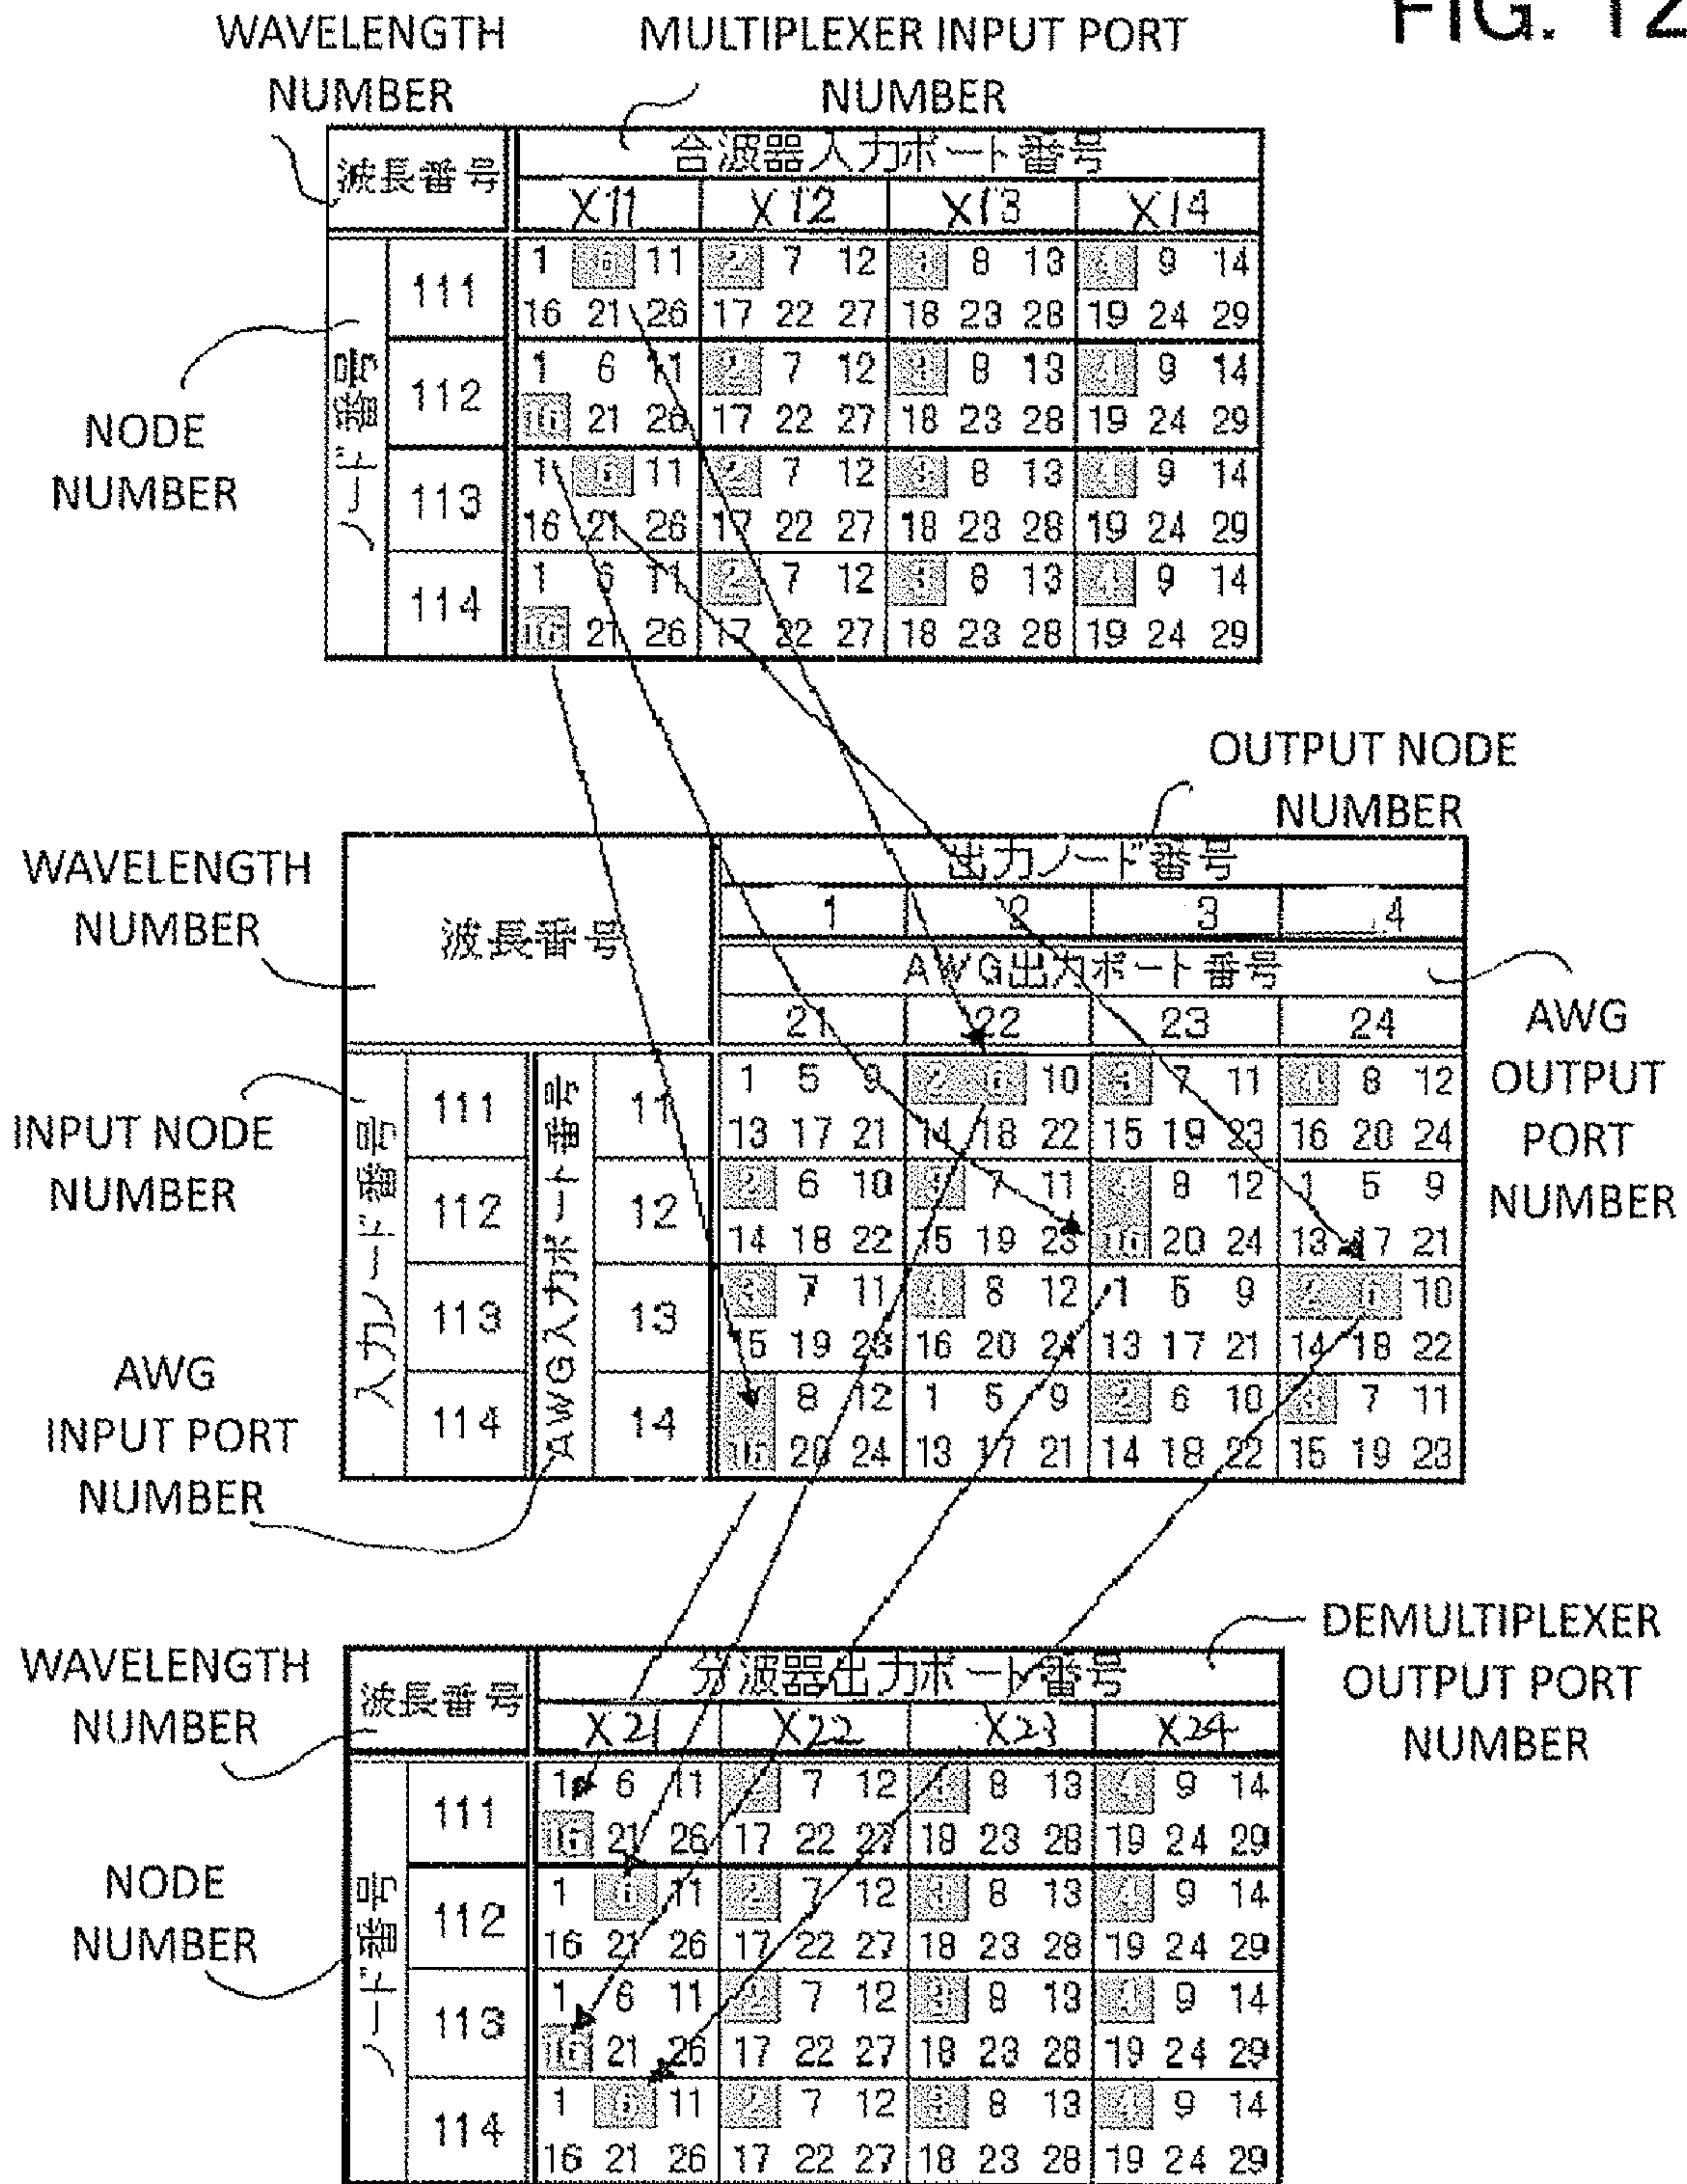 FIG. 12
WAVELENGTH NUMBER
MULTIPLEXER INPUT PORT NUMBER
波長番号
合波器入力ポート番号
X11 X12 X13 X14
ノード番号
NODE NUMBER
111 1 6 11 2 7 12 3 8 13 4 9 14
16 21 26 17 22 27 18 23 28 19 24 29
112 1 6 11 2 7 12 3 8 13 4 9 14
16 21 26 17 22 27 18 23 28 19 24 29
113 1 6 11 2 7 12 3 8 13 4 9 14
16 21 26 17 22 27 18 23 28 19 24 29
114 1 6 11 2 7 12 3 8 13 4 9 14
16 21 26 17 22 27 18 23 28 19 24 29
OUTPUT NODE NUMBER
WAVELENGTH NUMBER
波長番号
出力ノード番号
1 2 3 4
AWG出力ポート番号
21 22 23 24
AWG OUTPUT PORT NUMBER
INPUT NODE NUMBER
入力ノード番号
AWG INPUT PORT NUMBER
AWG入力ポート番号
111 11 1 5 9 2 6 10 3 7 11 4 8 12
13 17 21 14 18 22 15 19 23 16 20 24
112 12 2 6 10 3 7 11 4 8 12 1 5 9
14 18 22 15 19 23 16 20 24 13 17 21
113 13 3 7 11 4 8 12 1 5 9 2 6 10
15 19 23 16 20 24 13 17 21 14 18 22
114 14 4 8 12 1 5 9 2 6 10 3 7 11
16 20 24 13 17 21 14 18 22 15 19 23
WAVELENGTH NUMBER
波長番号
分波器出力ポート番号
DEMULTIPLEXER OUTPUT PORT NUMBER
X21 X22 X23 X24
NODE NUMBER
ノード番号
111 1 6 11 2 7 12 3 8 13 4 9 14
16 21 26 17 22 27 18 23 28 19 24 29
112 1 6 11 2 7 12 3 8 13 4 9 14
16 21 26 17 22 27 18 23 28 19 24 29
113 1 6 11 2 7 12 3 8 13 4 9 14
16 21 26 17 22 27 18 23 28 19 24 29
114 1 6 11 2 7 12 3 8 13 4 9 14
16 21 26 17 22 27 18 23 28 19 24 29